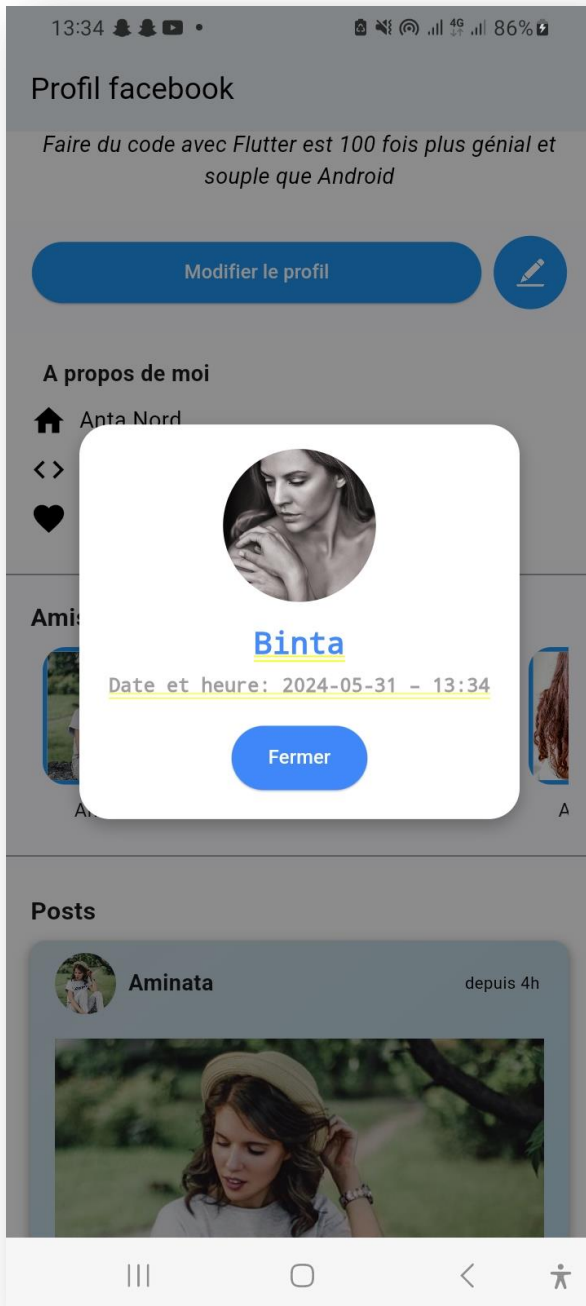 13:34 4G 86%
Profil facebook
Faire du code avec Flutter est 100 fois plus génial et
souple que Android
Modifier le profil
A propos de moi
Anta Nord
Binta
Date et heure: 2024-05-31 – 13:34
Fermer
Posts
Aminata depuis 4h